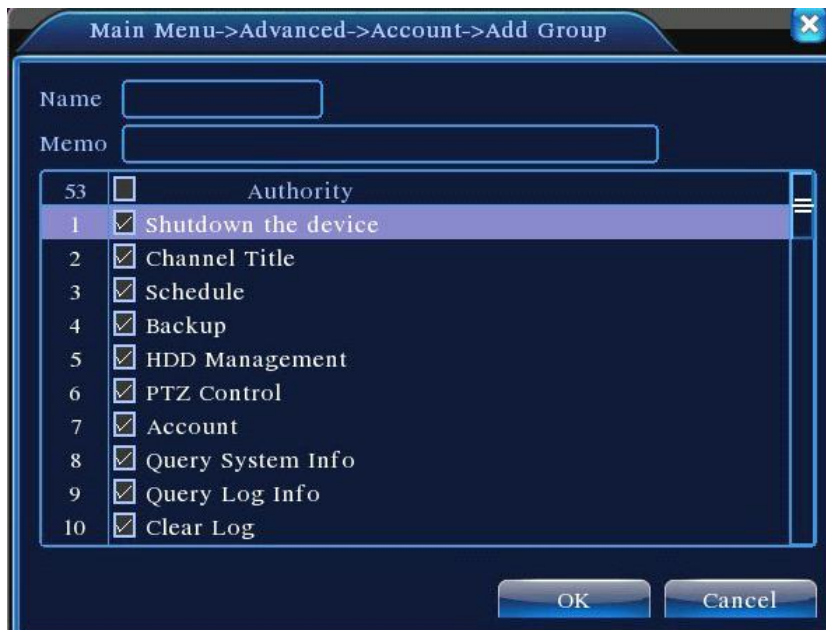 Main Menu->Advanced->Account->Add Group
Name
Memo
53 Authority
1 Shutdown the device
2 Channel Title
3 Schedule
4 Backup
5 HDD Management
6 PTZ Control
7 Account
8 Query System Info
9 Query Log Info
10 Clear Log
OK Cancel